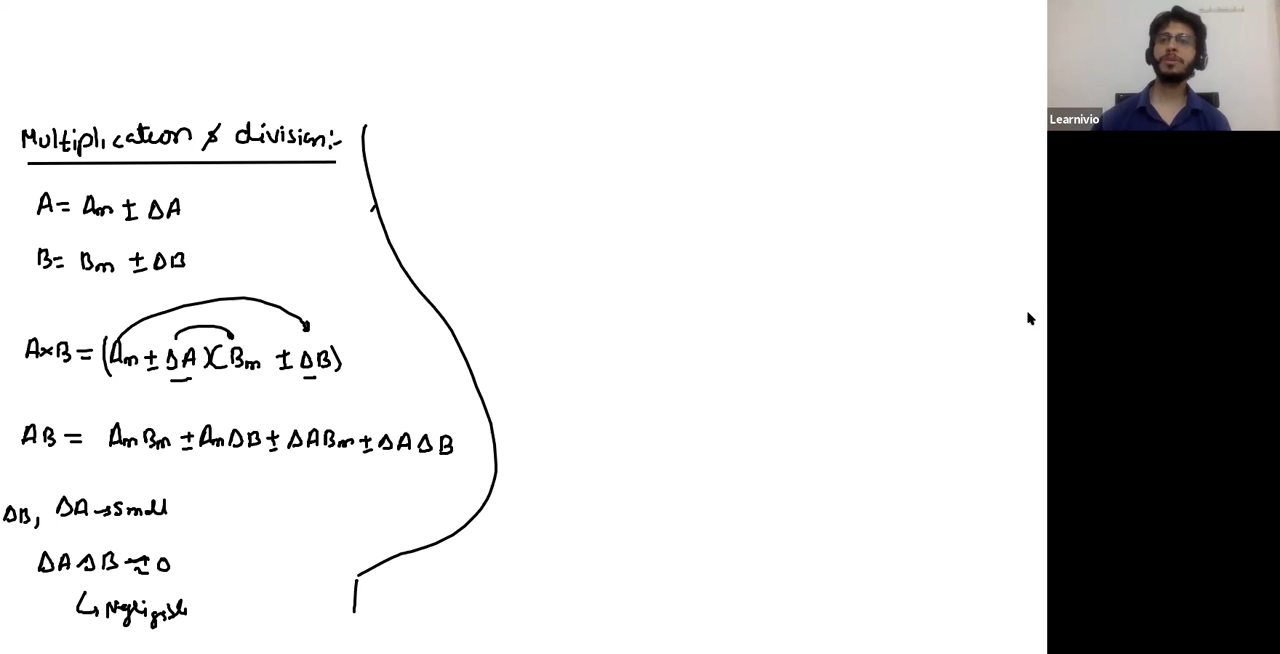 Multiplication & division:-
A = Am ± ΔA
B = Bm ± ΔB
A×B = (Am ± ΔA)(Bm ± ΔB)
AB = AmBm ± AmΔB ± ΔABm ± ΔAΔB
ΔB, ΔA → small
ΔAΔB ≈ 0
↳ Negligible
Learnivio